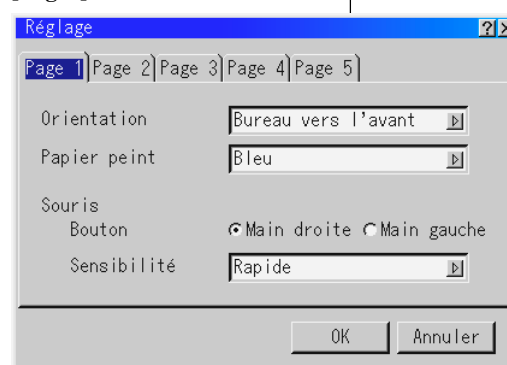 Réglage
Page 1 Page 2 Page 3 Page 4 Page 5
Orientation Bureau vers l'avant
Papier peint Bleu
Souris
Bouton Main droite Main gauche
Sensibilité Rapide
OK Annuler